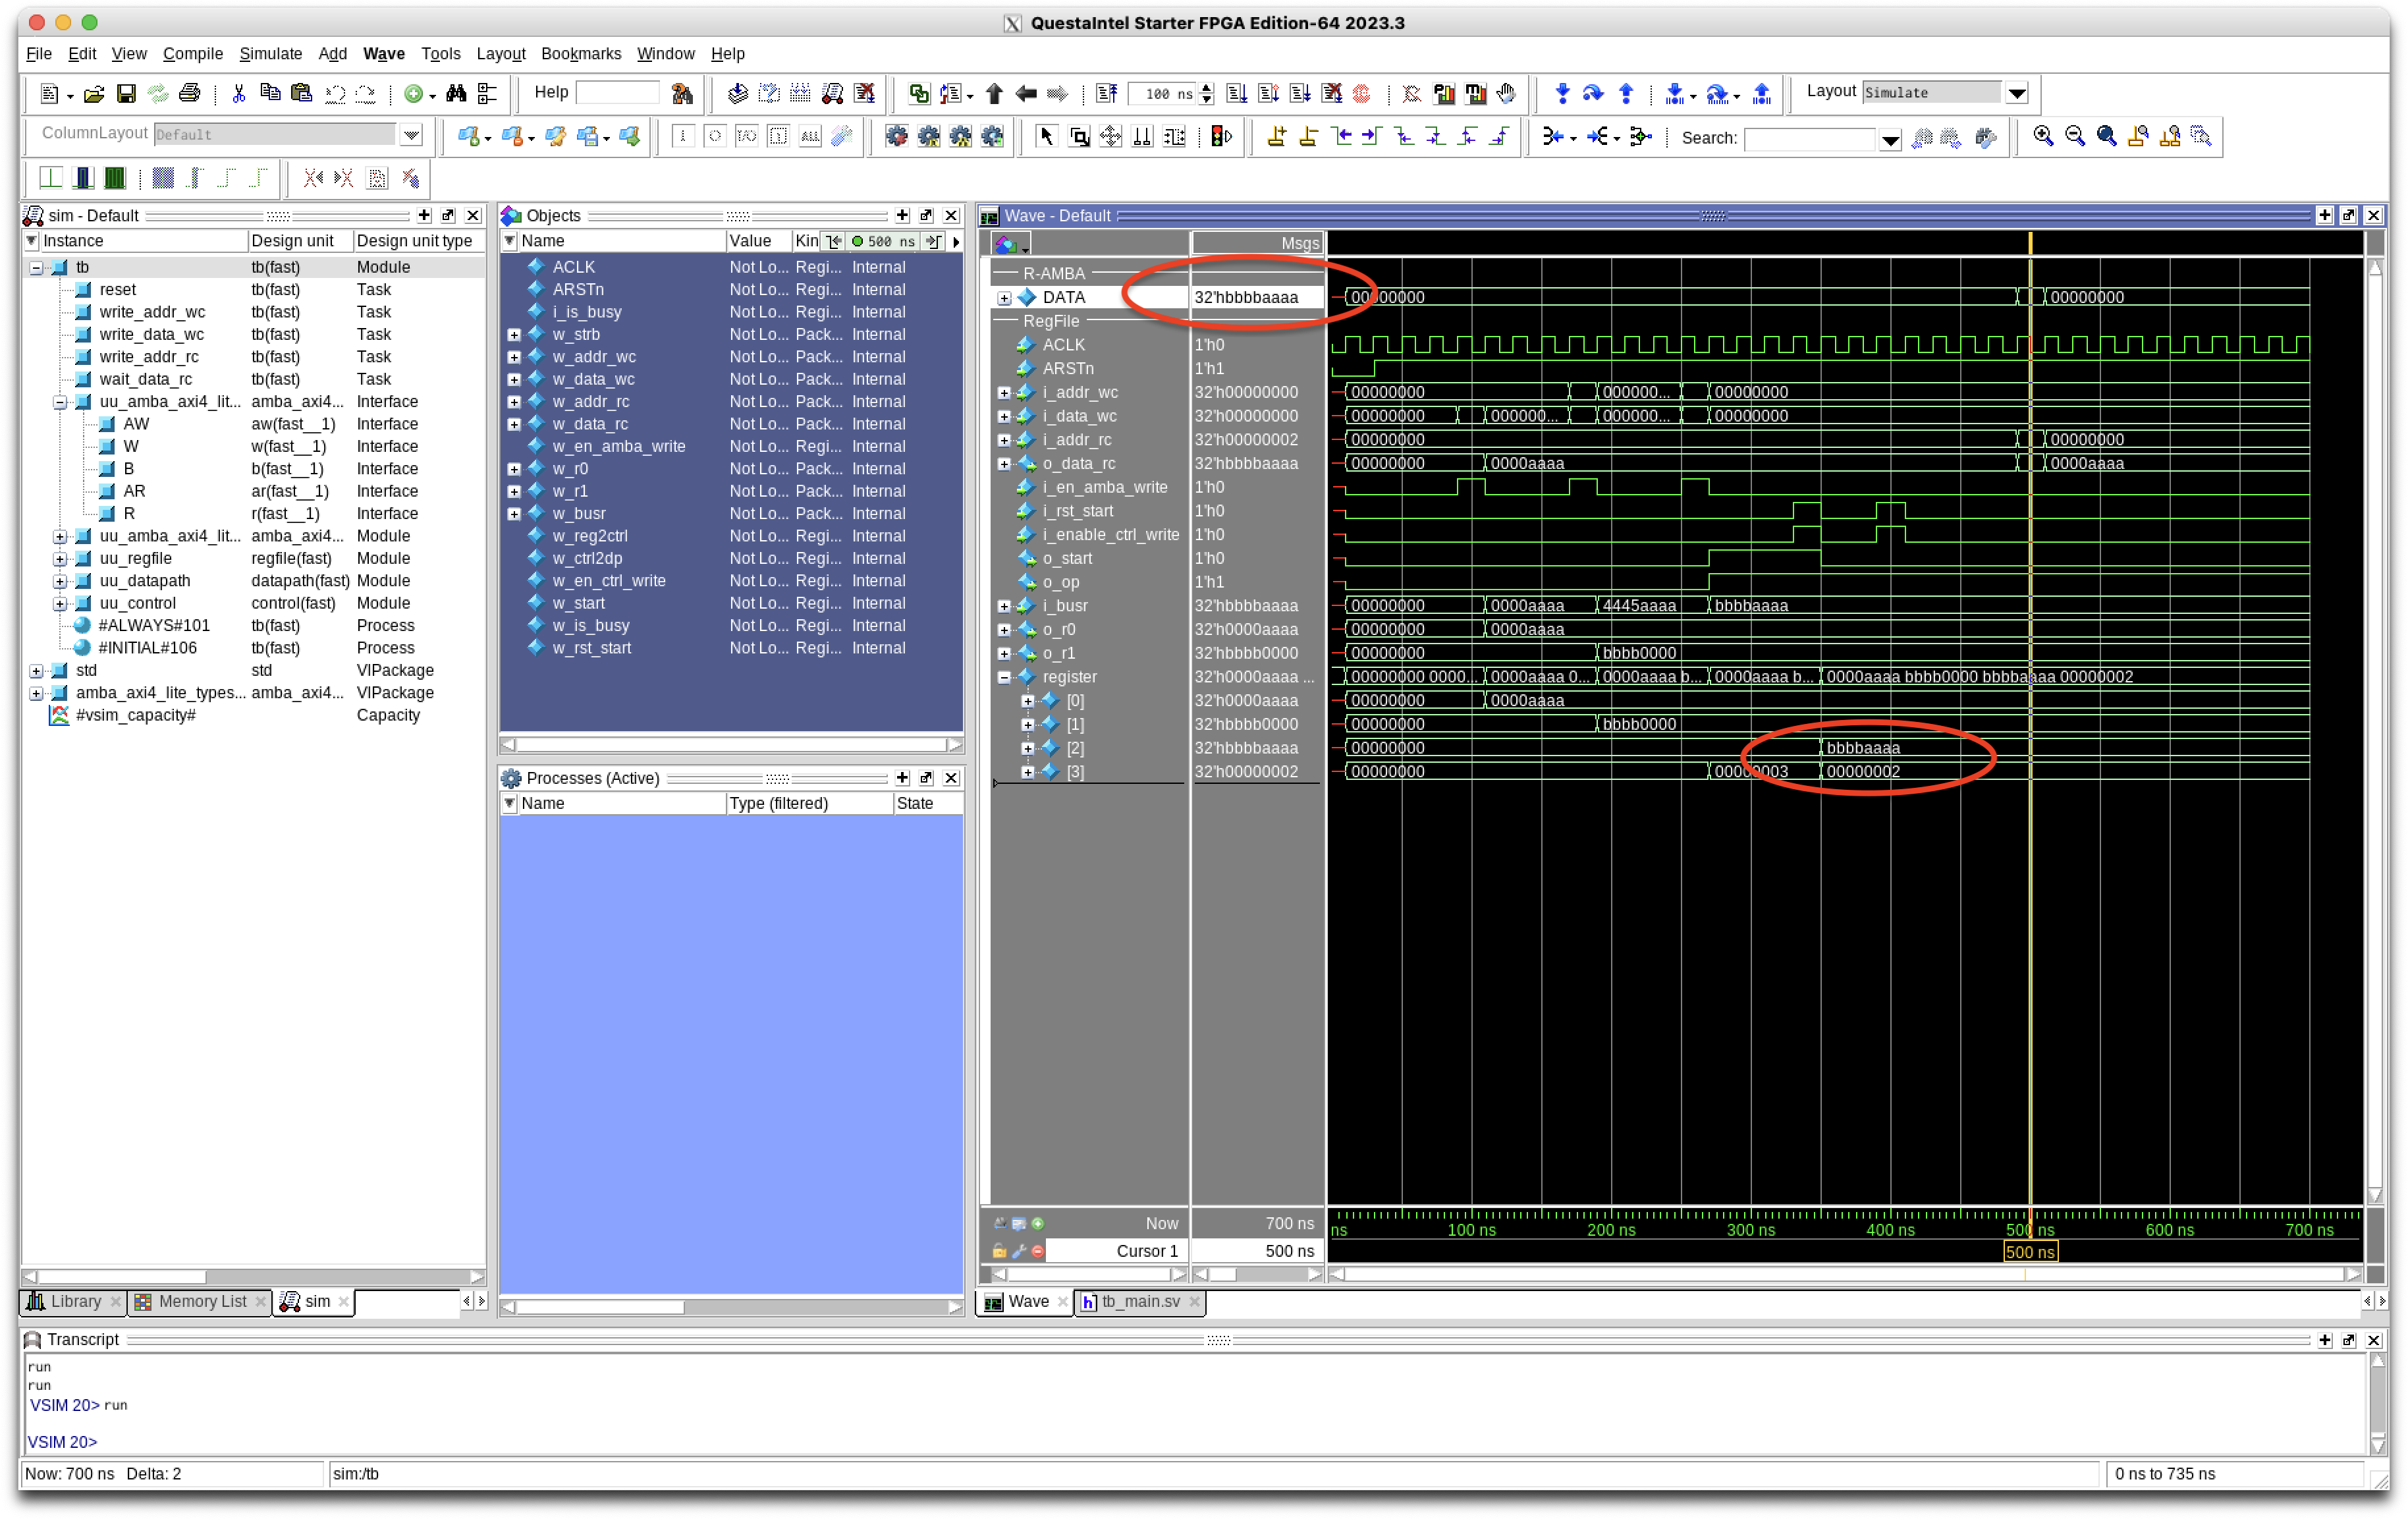 QuestaIntel Starter FPGA Edition-64 2023.3
File Edit View Compile Simulate Add Wave Tools Layout Bookmarks Window Help
Help 100 ns Layout Simulate
ColumnLayout Default Search:
sim - Default
Instance Design unit Design unit type
tb tb(fast) Module
reset tb(fast) Task
write_addr_wc tb(fast) Task
write_data_wc tb(fast) Task
write_addr_rc tb(fast) Task
wait_data_rc tb(fast) Task
uu_amba_axi4_lit... amba_axi4... Interface
AW aw(fast__1) Interface
W w(fast__1) Interface
B b(fast__1) Interface
AR ar(fast__1) Interface
R r(fast__1) Interface
uu_amba_axi4_lit... amba_axi4... Module
uu_regfile regfile(fast) Module
uu_datapath datapath(fast) Module
uu_control control(fast) Module
#ALWAYS#101 tb(fast) Process
#INITIAL#106 tb(fast) Process
std std VIPackage
amba_axi4_lite_types... amba_axi4... VIPackage
#vsim_capacity# Capacity
Library Memory List sim
Objects
Name Value Kin 500 ns
ACLK Not Lo... Regi... Internal
ARSTn Not Lo... Regi... Internal
i_is_busy Not Lo... Regi... Internal
w_strb Not Lo... Pack... Internal
w_addr_wc Not Lo... Pack... Internal
w_data_wc Not Lo... Pack... Internal
w_addr_rc Not Lo... Pack... Internal
w_data_rc Not Lo... Pack... Internal
w_en_amba_write Not Lo... Regi... Internal
w_r0 Not Lo... Pack... Internal
w_r1 Not Lo... Pack... Internal
w_busr Not Lo... Pack... Internal
w_reg2ctrl Not Lo... Regi... Internal
w_ctrl2dp Not Lo... Regi... Internal
w_en_ctrl_write Not Lo... Regi... Internal
w_start Not Lo... Regi... Internal
w_is_busy Not Lo... Regi... Internal
w_rst_start Not Lo... Regi... Internal
Processes (Active)
Name Type (filtered) State
Wave - Default
Msgs
R-AMBA
DATA 32'hbbbbaaaa 00000000 00000000
RegFile
ACLK 1'h0
ARSTn 1'h1
i_addr_wc 32'h00000000 00000000 000000... 00000000
i_data_wc 32'h00000000 00000000 000000... 000000... 00000000
i_addr_rc 32'h00000002 00000000 00000000
o_data_rc 32'hbbbbaaaa 00000000 0000aaaa 0000aaaa
i_en_amba_write 1'h0
i_rst_start 1'h0
i_enable_ctrl_write 1'h0
o_start 1'h0
o_op 1'h1
i_busr 32'hbbbbaaaa 00000000 0000aaaa 4445aaaa bbbbaaaa
o_r0 32'h0000aaaa 00000000 0000aaaa
o_r1 32'hbbbb0000 00000000 bbbb0000
register 32'h0000aaaa ... 00000000 0000... 0000aaaa 0... 0000aaaa b... 0000aaaa b... 0000aaaa bbbb0000 bbbbaaaa 00000002
[0] 32'h0000aaaa 00000000 0000aaaa
[1] 32'hbbbb0000 00000000 bbbb0000
[2] 32'hbbbbaaaa 00000000 bbbbaaaa
[3] 32'h00000002 00000000 00000003 00000002
Now 700 ns ns 100 ns 200 ns 300 ns 400 ns 500 ns 600 ns 700 ns
Cursor 1 500 ns 500 ns
Wave tb_main.sv
Transcript
run
run
VSIM 20> run
VSIM 20>
Now: 700 ns Delta: 2 sim:/tb 0 ns to 735 ns